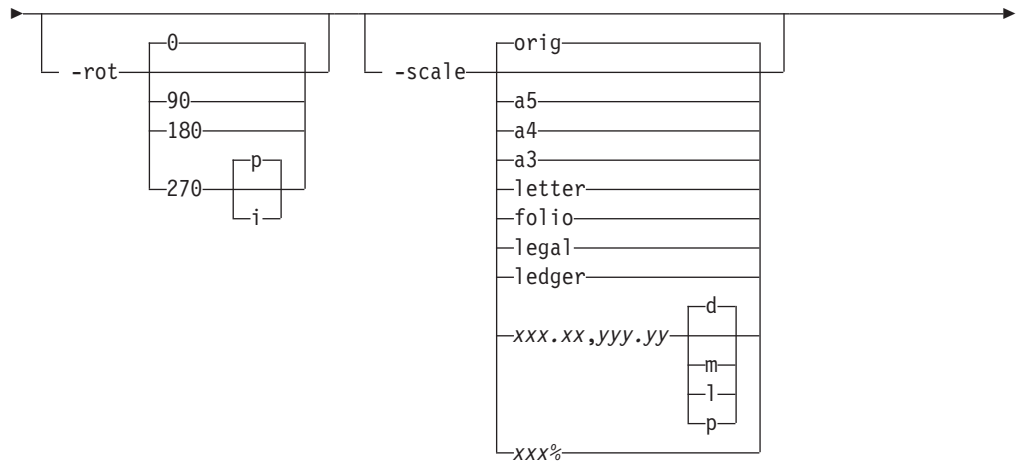 0 orig
-rot -scale
90 a5
180 a4
a3
270 p
letter
i folio
legal
ledger
d
xxx.xx,yyy.yy
m
l
p
xxx%